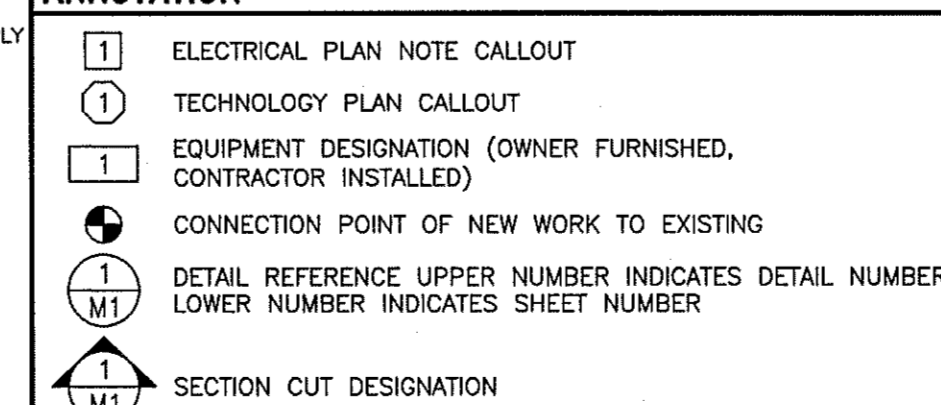 LY
1 ELECTRICAL PLAN NOTE CALLOUT
1 TECHNOLOGY PLAN CALLOUT
1 EQUIPMENT DESIGNATION (OWNER FURNISHED,
CONTRACTOR INSTALLED)
CONNECTION POINT OF NEW WORK TO EXISTING
1 DETAIL REFERENCE UPPER NUMBER INDICATES DETAIL NUMBER
M1 LOWER NUMBER INDICATES SHEET NUMBER
1 SECTION CUT DESIGNATION
M1